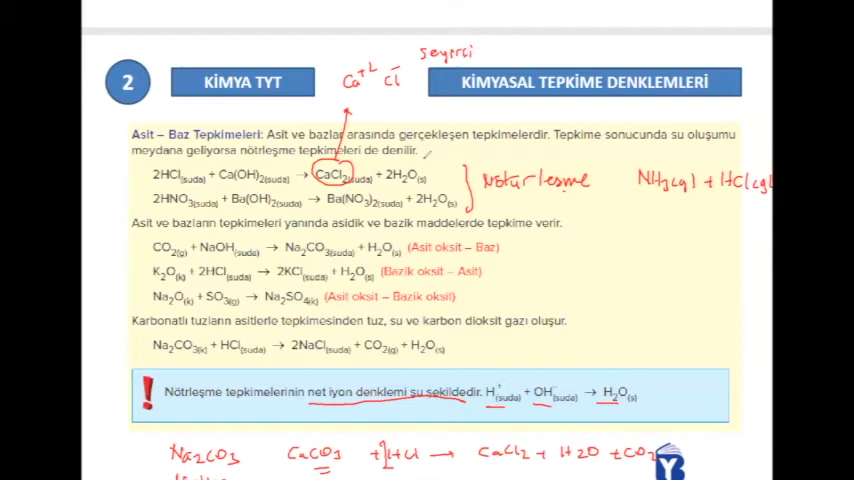 seyirci
2 KİMYA TYT Ca⁺² Cl⁻ KİMYASAL TEPKİME DENKLEMLERİ
Asit – Baz Tepkimeleri: Asit ve bazlar arasında gerçekleşen tepkimelerdir. Tepkime sonucunda su oluşumu
meydana geliyorsa nötrleşme tepkimeleri de denilir.
2HCl(suda) + Ca(OH)2(suda) → CaCl2(suda) + 2H2O(s)
Nötürleşme NH3(g) + HCl(g)
2HNO3(suda) + Ba(OH)2(suda) → Ba(NO3)2(suda) + 2H2O(s)
Asit ve bazların tepkimeleri yanında asidik ve bazik maddelerde tepkime verir.
CO2(g) + NaOH(suda) → Na2CO3(suda) + H2O(s) (Asit oksit – Baz)
K2O(k) + 2HCl(suda) → 2KCl(suda) + H2O(s) (Bazik oksit – Asit)
Na2O(k) + SO3(g) → Na2SO4(k) (Asit oksit – Bazik oksit)
Karbonatlı tuzların asitlerle tepkimesinden tuz, su ve karbon dioksit gazı oluşur.
Na2CO3(k) + HCl(suda) → 2NaCl(suda) + CO2(g) + H2O(s)
! Nötrleşme tepkimelerinin net iyon denklemi şu şekildedir. H⁺(suda) + OH⁻(suda) → H2O(s)
Na2CO3 CaCO3 + 2HCl → CaCl2 + H2O + CO2